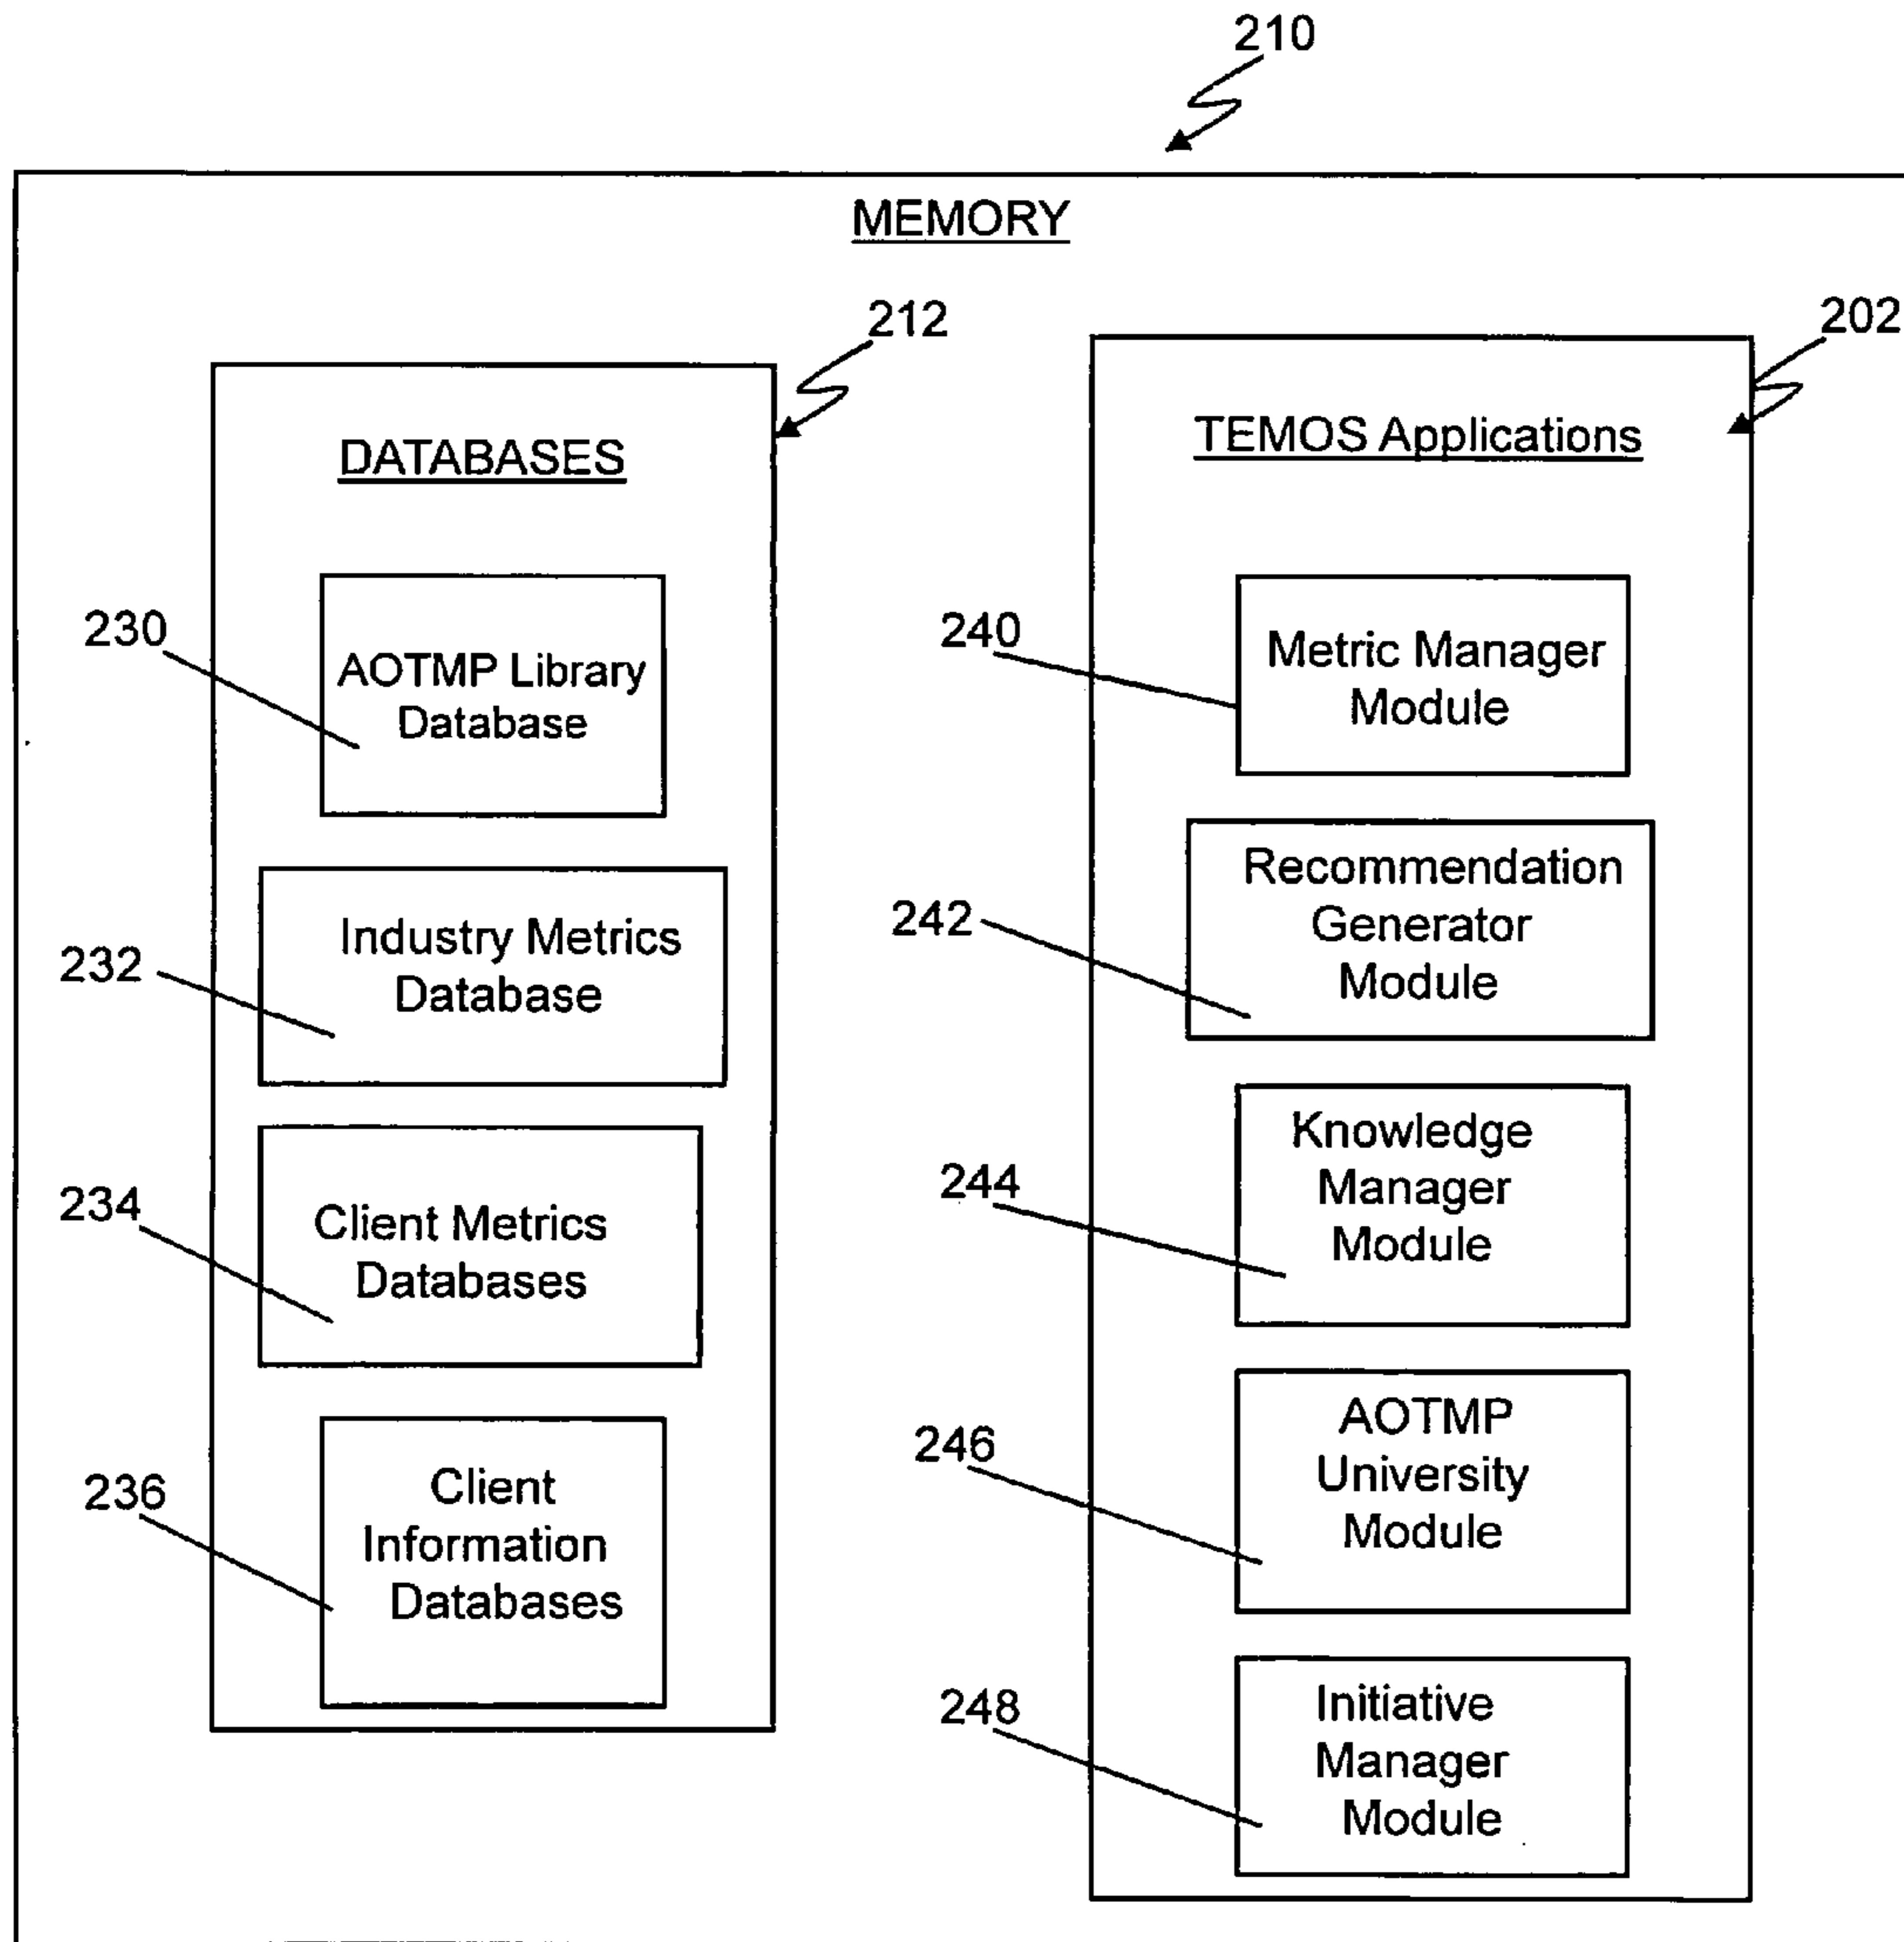 210
MEMORY
212
202
DATABASES
TEMOS Applications
230
AOTMP Library
Database
232
Industry Metrics
Database
234
Client Metrics
Databases
236
Client
Information
Databases
240
Metric Manager
Module
242
Recommendation
Generator
Module
244
Knowledge
Manager
Module
246
AOTMP
University
Module
248
Initiative
Manager
Module